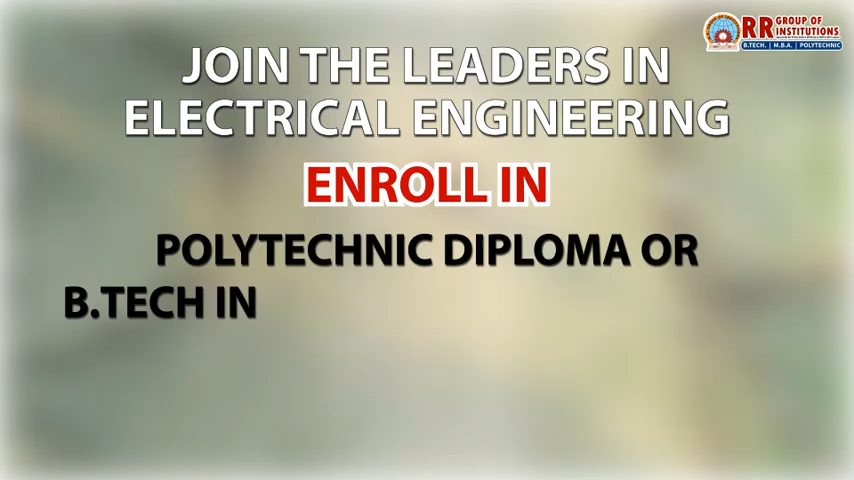 RR GROUP OF
INSTITUTIONS
B.TECH. | M.B.A. | POLYTECHNIC
JOIN THE LEADERS IN
ELECTRICAL ENGINEERING
ENROLL IN
POLYTECHNIC DIPLOMA OR
B.TECH IN